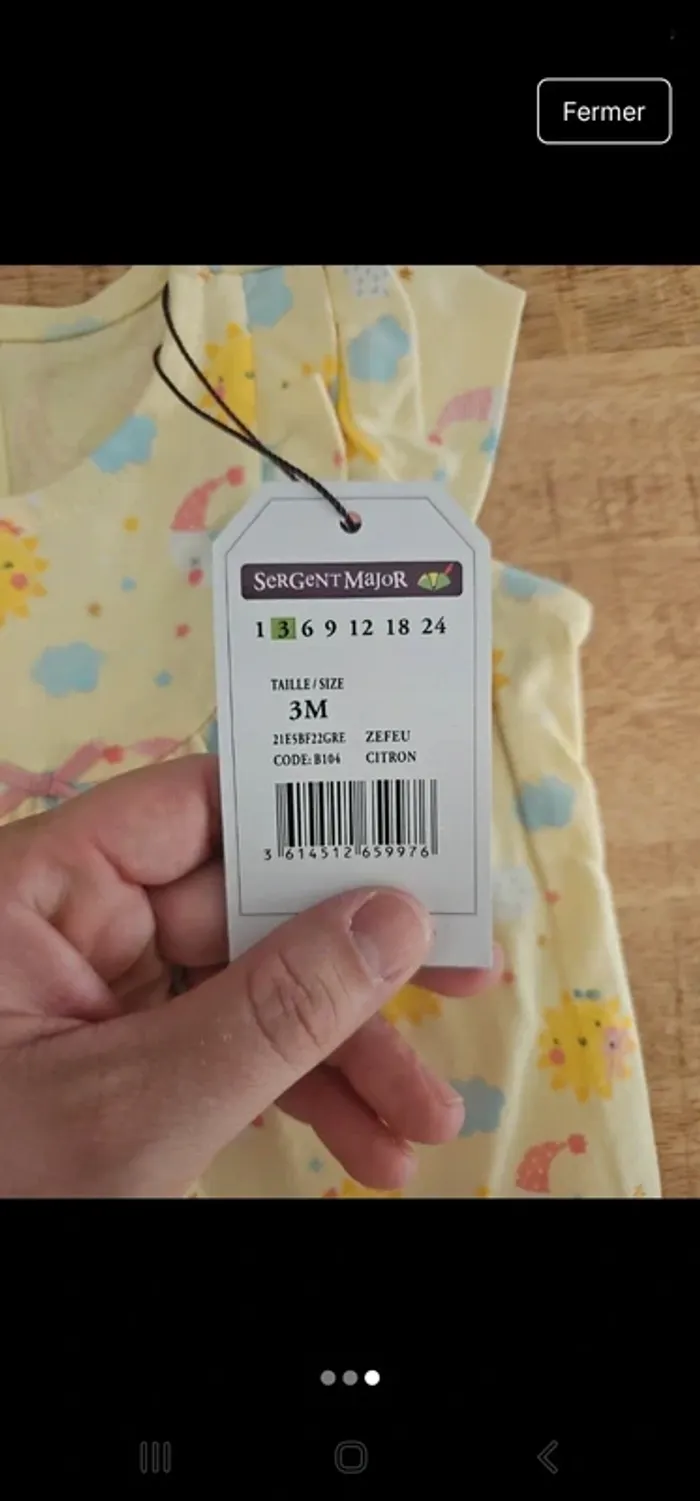 Fermer
SeRGeNT MaJoR
1 3 6 9 12 18 24
TAILLE / SIZE
3M
21E5BF22GRE ZEFEU
CODE: B104 CITRON
3 614512 659976